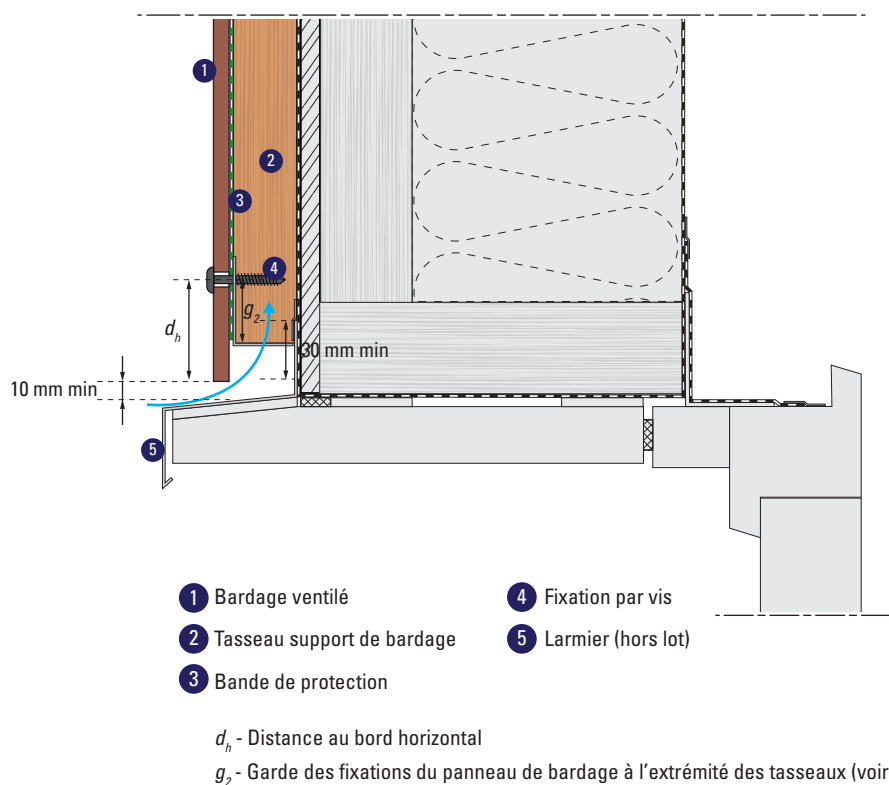 1
2
3
4
g2
dh
30 mm min
10 mm min
5
1 Bardage ventilé
2 Tasseau support de bardage
3 Bande de protection
4 Fixation par vis
5 Larmier (hors lot)
dh - Distance au bord horizontal
g2 - Garde des fixations du panneau de bardage à l'extrémité des tasseaux (voir